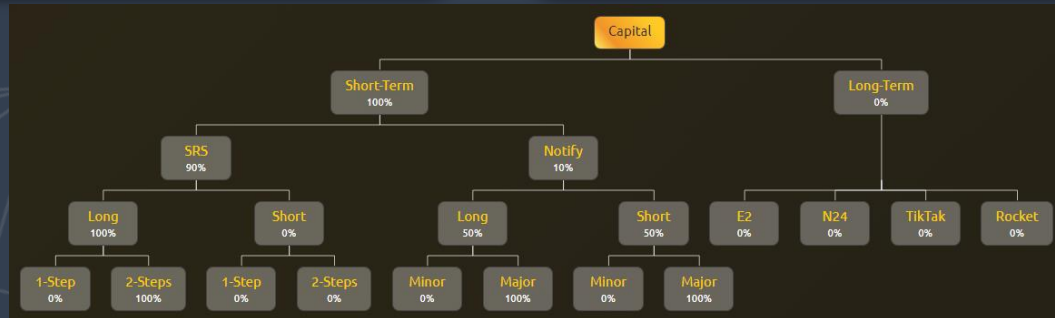 Capital
Short-Term
100%
Long-Term
0%
SRS
90%
Notify
10%
Long
100%
Short
0%
Long
50%
Short
50%
E2
0%
N24
0%
TikTak
0%
Rocket
0%
1-Step
0%
2-Steps
100%
1-Step
0%
2-Steps
0%
Minor
0%
Major
100%
Minor
0%
Major
100%